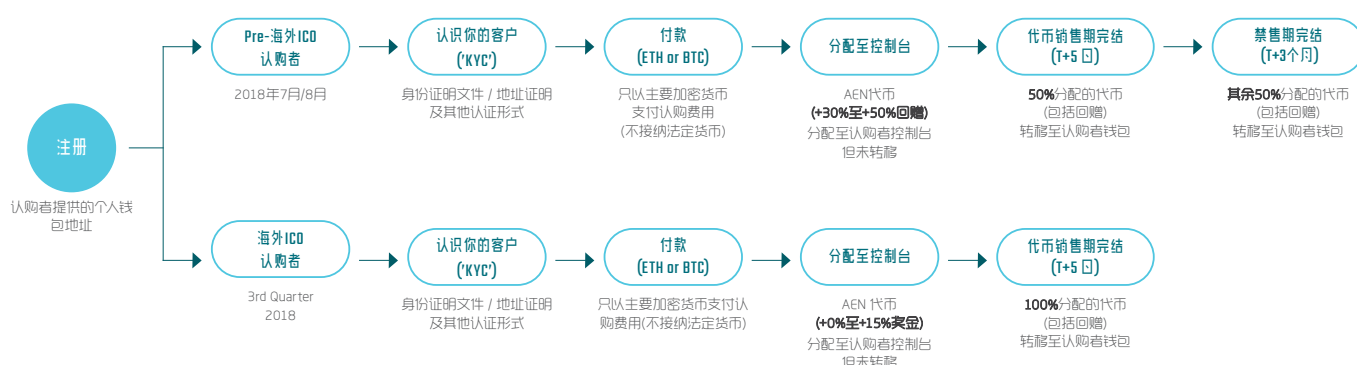 注册
认购者提供的个人钱
包地址
Pre-海外ICO
认购者
2018年7月/8月
认识你的客户
('KYC')
身份证明文件 / 地址证明
及其他认证形式
付款
(ETH or BTC)
只以主要加密货币
支付认购费用
(不接纳法定货币)
分配至控制台
AEN代币
(+30%至+50%回赠)
分配至认购者控制台
但未转移
代币销售期完结
(T+5 日)
50%分配的代币
(包括回赠)
转移至认购者钱包
禁售期完结
(T+3个月)
其余50%分配的代币
(包括回赠)
转移至认购者钱包
海外ICO
认购者
3rd Quarter
2018
认识你的客户
('KYC')
身份证明文件 / 地址证明
及其他认证形式
付款
(ETH or BTC)
只以主要加密货币支付认
购费用(不接纳法定货币)
分配至控制台
AEN 代币
(+0%至+15%奖金)
分配至认购者控制台
但未转移
代币销售期完结
(T+5 日)
100%分配的代币
(包括回赠)
转移至认购者钱包